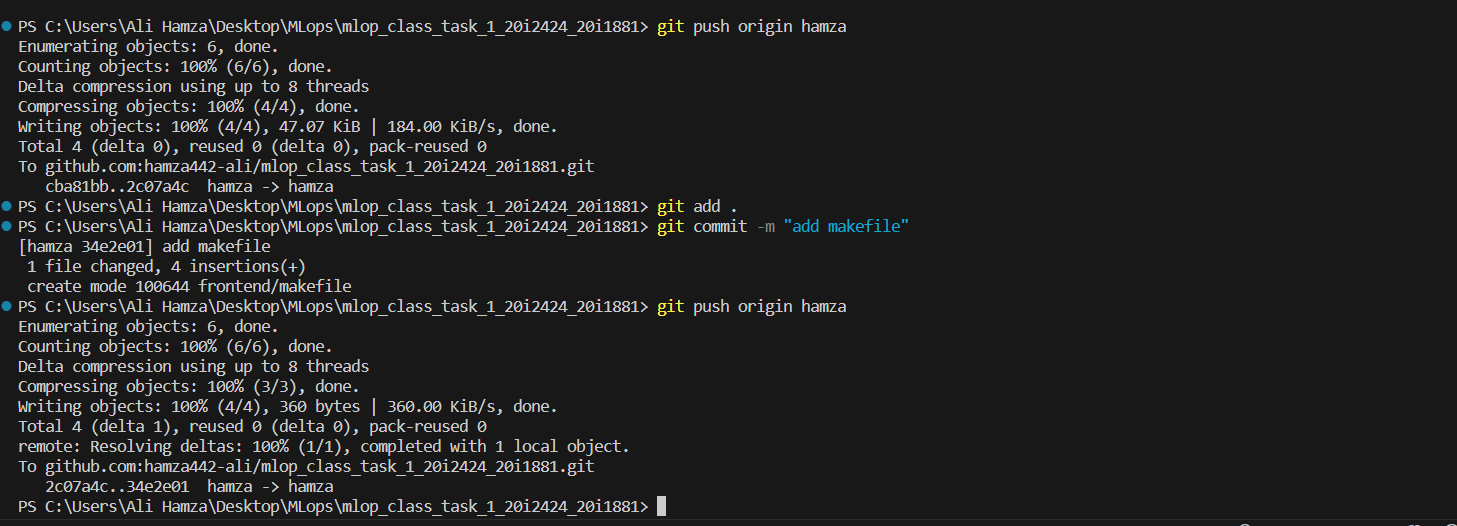 PS C:\Users\Ali Hamza\Desktop\MLops\mlop_class_task_1_20i2424_20i1881> git push origin hamza
Enumerating objects: 6, done.
Counting objects: 100% (6/6), done.
Delta compression using up to 8 threads
Compressing objects: 100% (4/4), done.
Writing objects: 100% (4/4), 47.07 KiB | 184.00 KiB/s, done.
Total 4 (delta 0), reused 0 (delta 0), pack-reused 0
To github.com:hamza442-ali/mlop_class_task_1_20i2424_20i1881.git
   cba81bb..2c07a4c  hamza -> hamza
PS C:\Users\Ali Hamza\Desktop\MLops\mlop_class_task_1_20i2424_20i1881> git add .
PS C:\Users\Ali Hamza\Desktop\MLops\mlop_class_task_1_20i2424_20i1881> git commit -m "add makefile"
[hamza 34e2e01] add makefile
 1 file changed, 4 insertions(+)
 create mode 100644 frontend/makefile
PS C:\Users\Ali Hamza\Desktop\MLops\mlop_class_task_1_20i2424_20i1881> git push origin hamza
Enumerating objects: 6, done.
Counting objects: 100% (6/6), done.
Delta compression using up to 8 threads
Compressing objects: 100% (3/3), done.
Writing objects: 100% (4/4), 360 bytes | 360.00 KiB/s, done.
Total 4 (delta 1), reused 0 (delta 0), pack-reused 0
remote: Resolving deltas: 100% (1/1), completed with 1 local object.
To github.com:hamza442-ali/mlop_class_task_1_20i2424_20i1881.git
   2c07a4c..34e2e01  hamza -> hamza
PS C:\Users\Ali Hamza\Desktop\MLops\mlop_class_task_1_20i2424_20i1881>